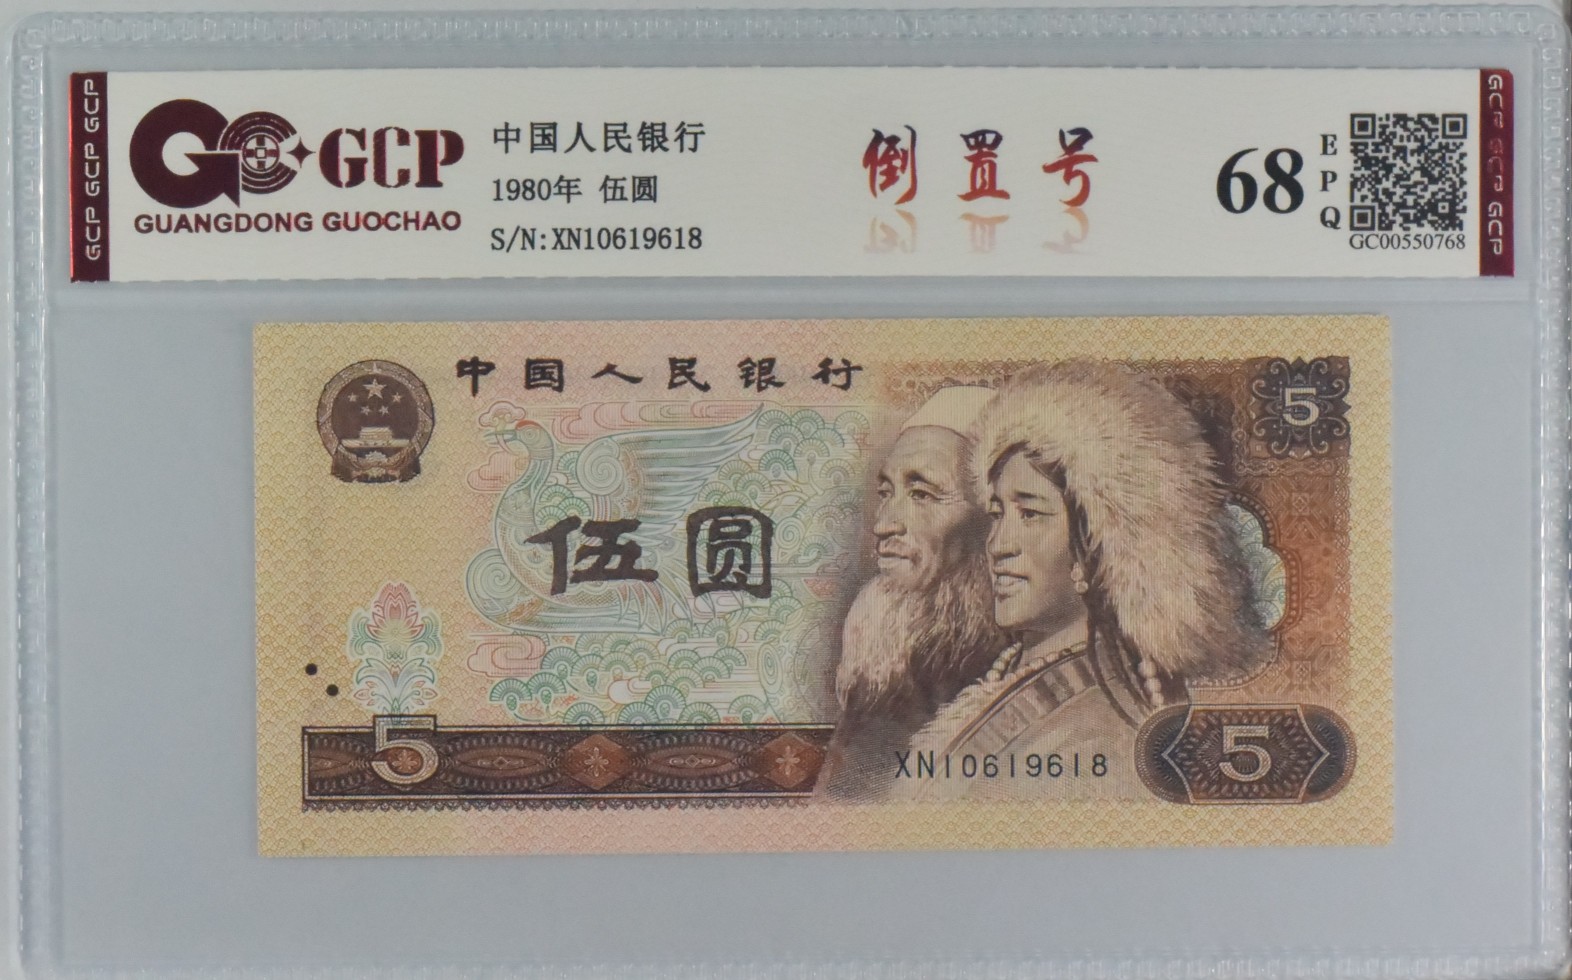 GCP GCP GCP
GCP
GUANGDONG GUOCHAO
中国人民银行
1980年 伍圆
S/N:XN10619618
倒置号
68
EPQ
GC00550768
GCP GCP GCP
中国人民银行
5
伍圆
5
XN10619618
5